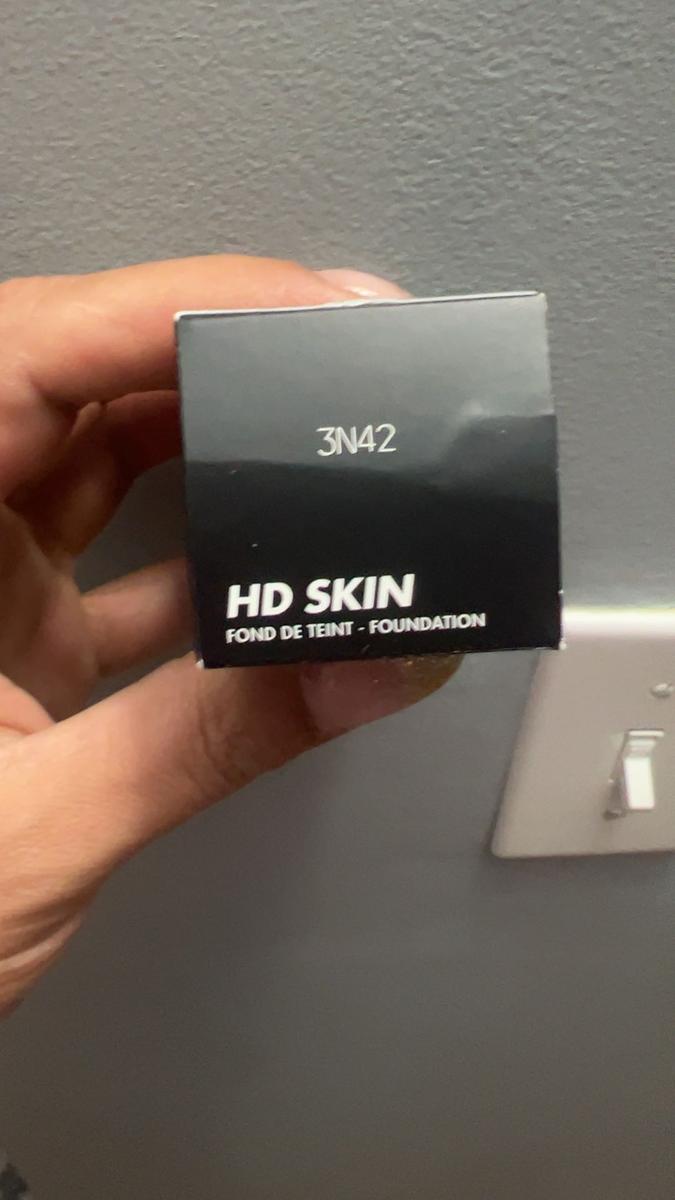 3N42
HD SKIN
FOND DE TEINT - FOUNDATION